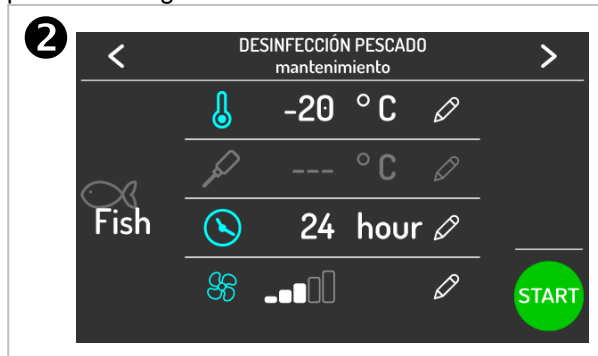 2
DESINFECCIÓN PESCADO
mantenimiento
-20 °C
--- °C
Fish
24 hour
START